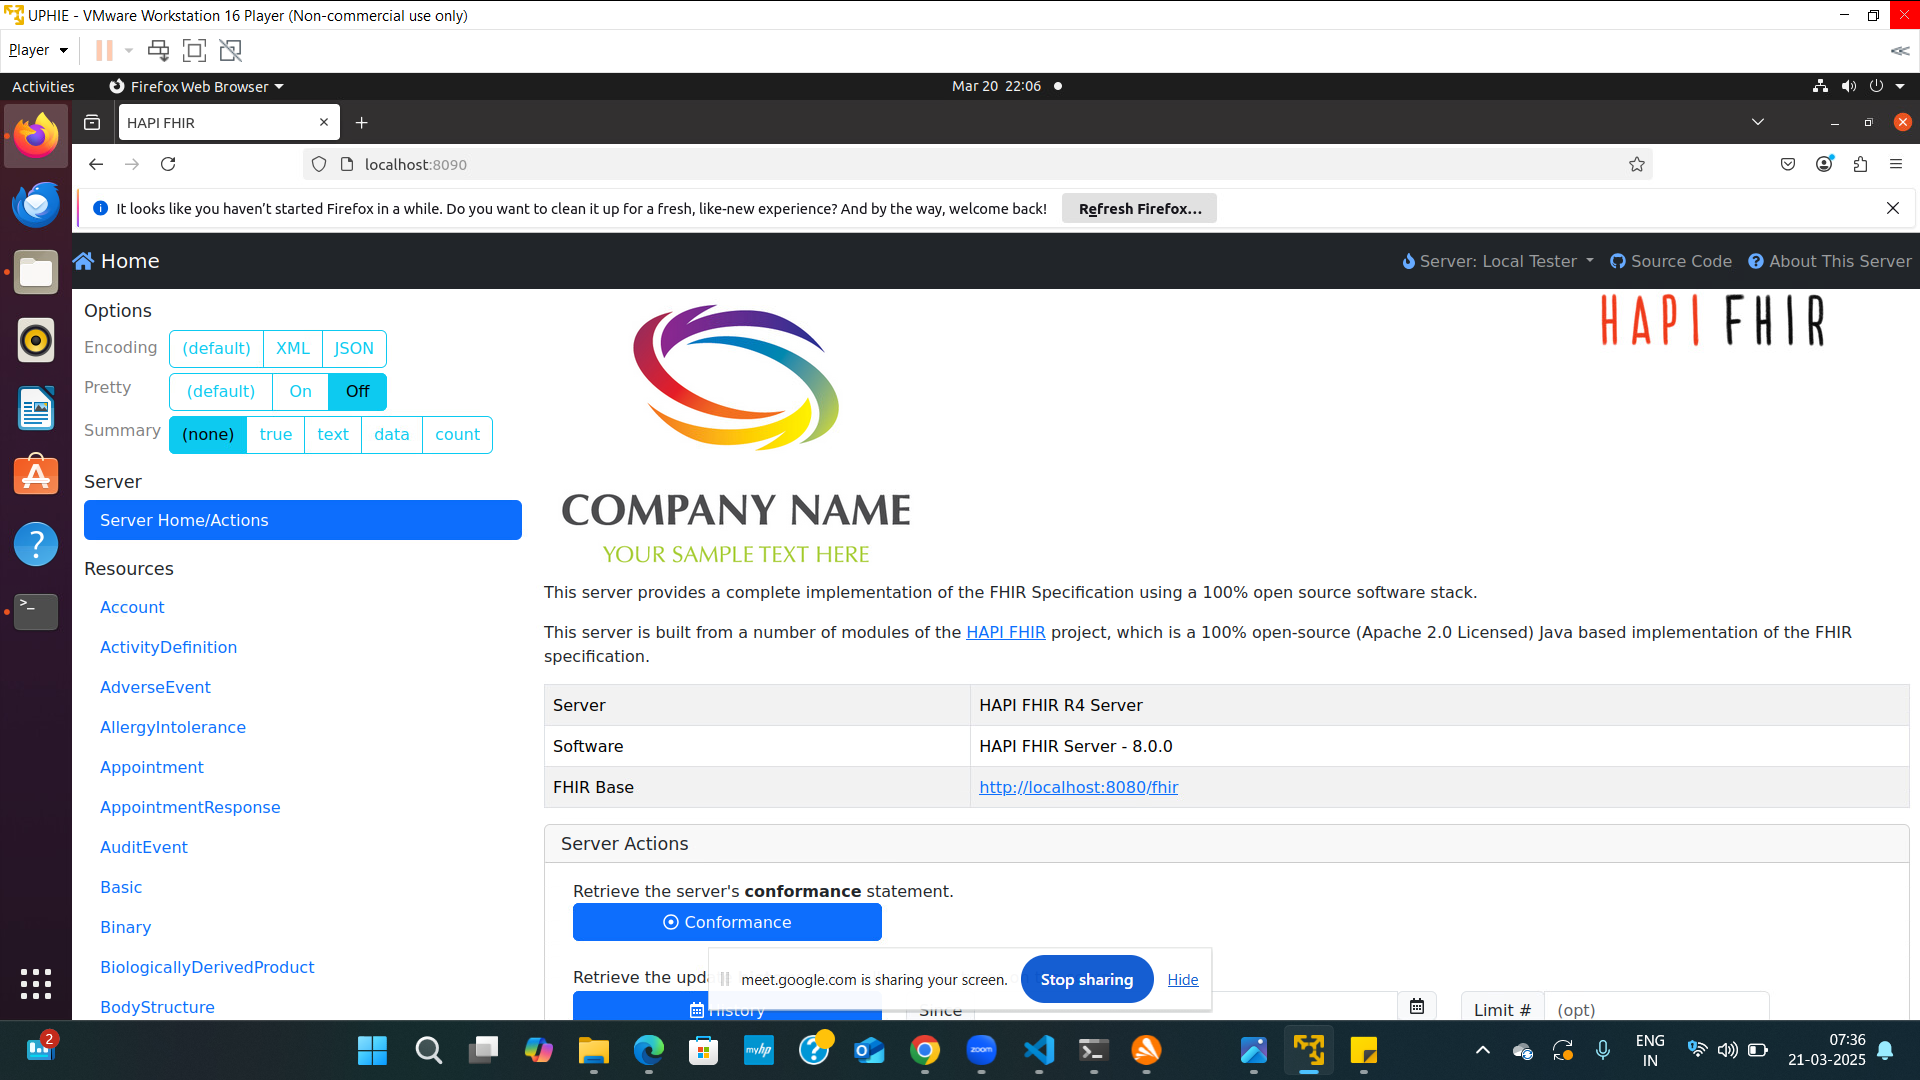 UPHIE - VMware Workstation 16 Player (Non-commercial use only)
Player
Activities
Firefox Web Browser
Mar 20 22:06
HAPI FHIR
localhost:8090
It looks like you haven't started Firefox in a while. Do you want to clean it up for a fresh, like-new experience? And by the way, welcome back!
Refresh Firefox...
Home
Server: Local Tester
Source Code
About This Server
Options
Encoding
(default)
XML
JSON
Pretty
(default)
On
Off
Summary
(none)
true
text
data
count
Server
Server Home/Actions
Resources
Account
ActivityDefinition
AdverseEvent
AllergyIntolerance
Appointment
AppointmentResponse
AuditEvent
Basic
Binary
BiologicallyDerivedProduct
BodyStructure
HAPI FHIR
COMPANY NAME
YOUR SAMPLE TEXT HERE
This server provides a complete implementation of the FHIR Specification using a 100% open source software stack.
This server is built from a number of modules of the HAPI FHIR project, which is a 100% open-source (Apache 2.0 Licensed) Java based implementation of the FHIR
specification.
Server
HAPI FHIR R4 Server
Software
HAPI FHIR Server - 8.0.0
FHIR Base
http://localhost:8080/fhir
Server Actions
Retrieve the server's conformance statement.
Conformance
Retrieve the
History
Since
Limit #
(opt)
meet.google.com is sharing your screen.
Stop sharing
Hide
2
myhp
zoom
ENG
IN
07:36
21-03-2025